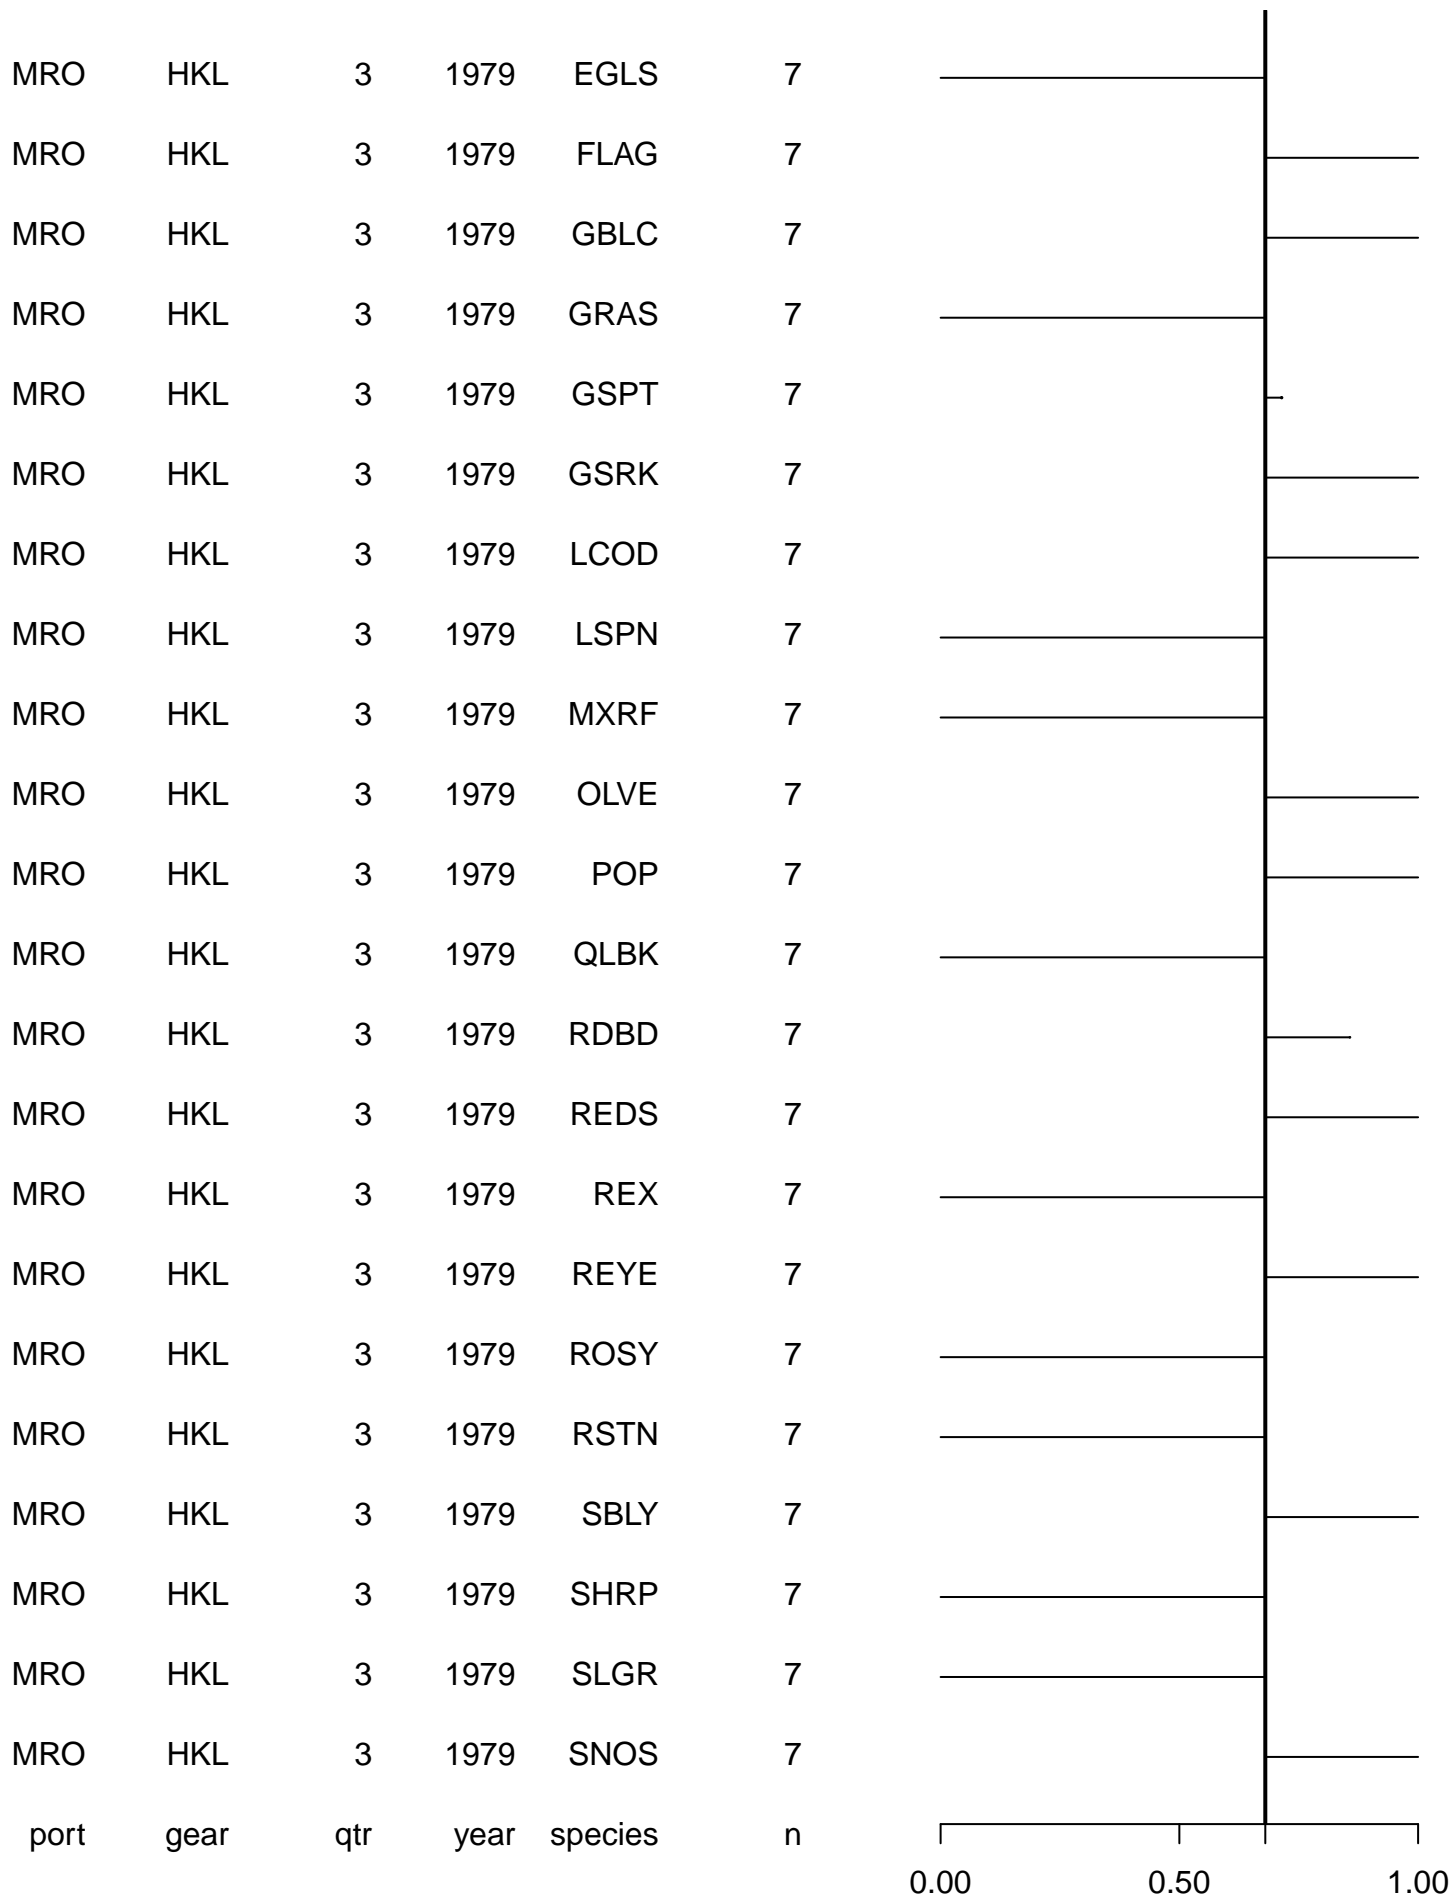 MRO HKL 3 1979 EGLS 7
MRO HKL 3 1979 FLAG 7
MRO HKL 3 1979 GBLC 7
MRO HKL 3 1979 GRAS 7
MRO HKL 3 1979 GSPT 7
MRO HKL 3 1979 GSRK 7
MRO HKL 3 1979 LCOD 7
MRO HKL 3 1979 LSPN 7
MRO HKL 3 1979 MXRF 7
MRO HKL 3 1979 OLVE 7
MRO HKL 3 1979 POP 7
MRO HKL 3 1979 QLBK 7
MRO HKL 3 1979 RDBD 7
MRO HKL 3 1979 REDS 7
MRO HKL 3 1979 REX 7
MRO HKL 3 1979 REYE 7
MRO HKL 3 1979 ROSY 7
MRO HKL 3 1979 RSTN 7
MRO HKL 3 1979 SBLY 7
MRO HKL 3 1979 SHRP 7
MRO HKL 3 1979 SLGR 7
MRO HKL 3 1979 SNOS 7
port gear qtr year species n
0.00 0.50 1.00